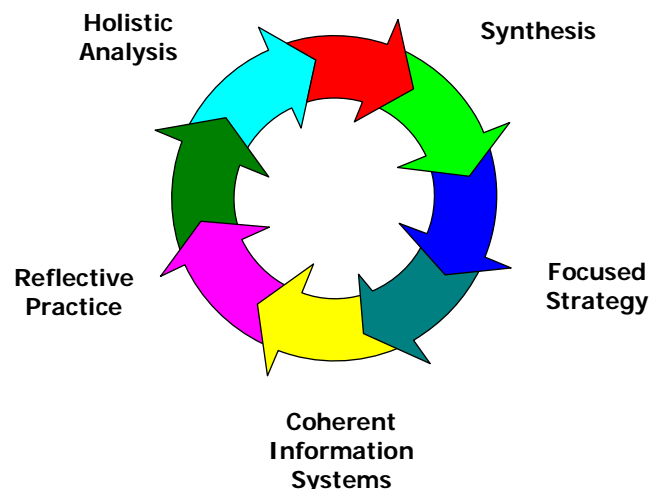 Holistic
Analysis
Synthesis
Focused
Strategy
Coherent
Information
Systems
Reflective
Practice